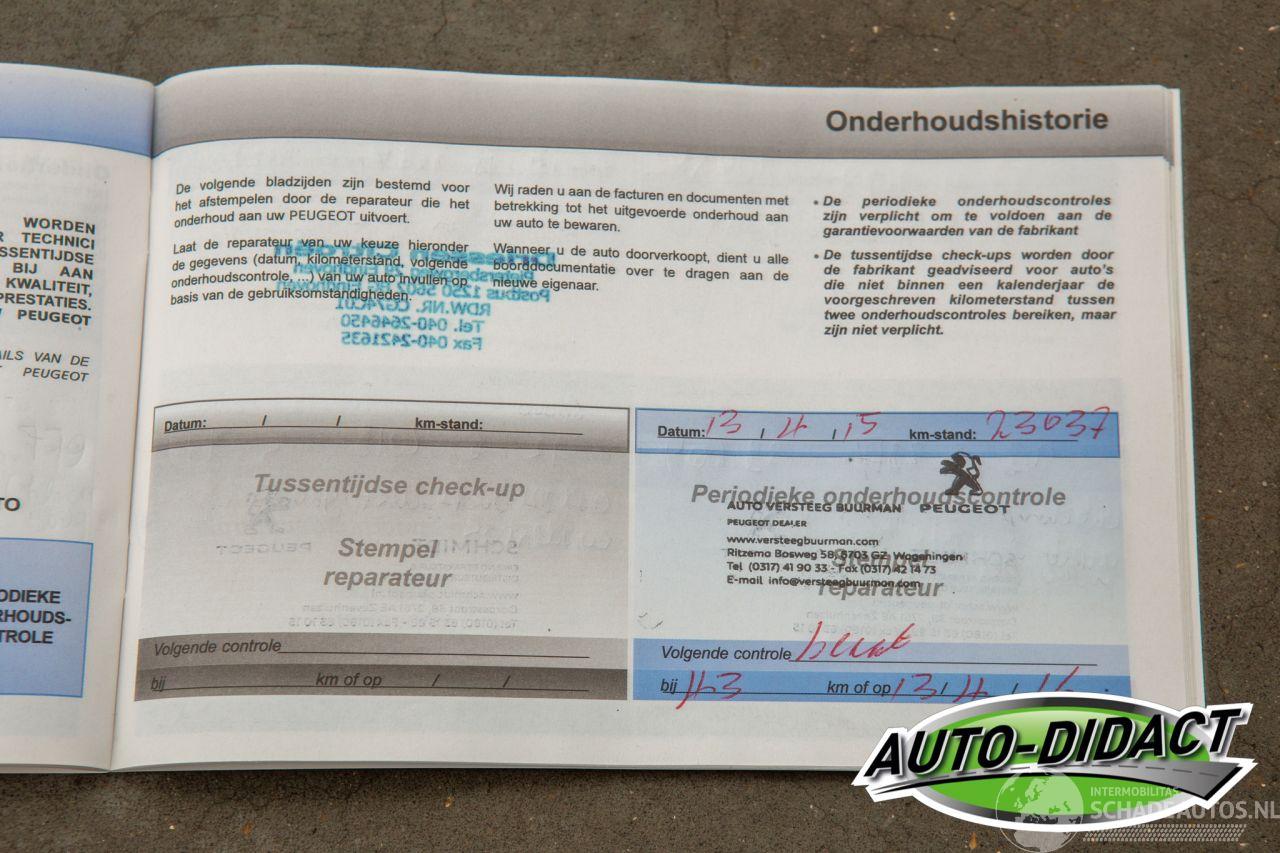 Onderhoudshistorie
WORDEN
TECHNICI
TUSSENTIJDSE
BIJ AAN
KWALITEIT,
PRESTATIES.
PEUGEOT
VAN DE
PEUGEOT
De volgende bladzijden zijn bestemd voor
het afstempelen door de reparateur die het
onderhoud aan uw PEUGEOT uitvoert.
Laat de reparateur van uw keuze hieronder
de gegevens (datum, kilometerstand, volgende
onderhoudscontrole, ...) van uw auto invullen op
basis van de gebruiksomstandigheden.
RDW.NR. CG74C01
Tel. 040-2646450
Fax 040-2421635
Wij raden u aan de facturen en documenten met
betrekking tot het uitgevoerde onderhoud aan
uw auto te bewaren.
Wanneer u de auto doorverkoopt, dient u alle
boorddocumentatie over te dragen aan de
nieuwe eigenaar.
• De periodieke onderhoudscontroles
zijn verplicht om te voldoen aan de
garantievoorwaarden van de fabrikant
• De tussentijdse check-ups worden door
de fabrikant geadviseerd voor auto's
die niet binnen een kalenderjaar de
voorgeschreven kilometerstand tussen
twee onderhoudscontroles bereiken, maar
zijn niet verplicht.
Datum: / / km-stand:
Tussentijdse check-up
Stempel
reparateur
Volgende controle
bij km of op / /
Datum: 13 / 4 / 15 km-stand: 23037
Periodieke onderhoudscontrole
AUTO VERSTEEG BUURMAN PEUGEOT
PEUGEOT DEALER
www.versteegbuurman.com
Ritzema Bosweg 58, 6703 GZ Wageningen
Tel (0317) 41 90 33 - Fax (0317) 42 14 73
E-mail info@versteegbuurman.com
Stempel
reparateur
Volgende controle beurt
bij 43 km of op 13 / 4 / 16
AUTO-DIDACT
INTERMOBILITAS
SCHADEAUTOS.NL